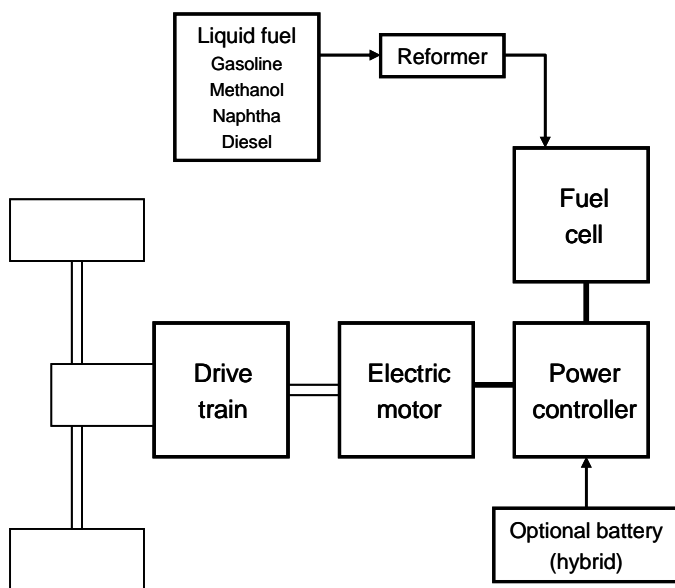 Liquid fuel
Gasoline
Methanol
Naphtha
Diesel
Reformer
Fuel
cell
Drive
train
Electric
motor
Power
controller
Optional battery
(hybrid)